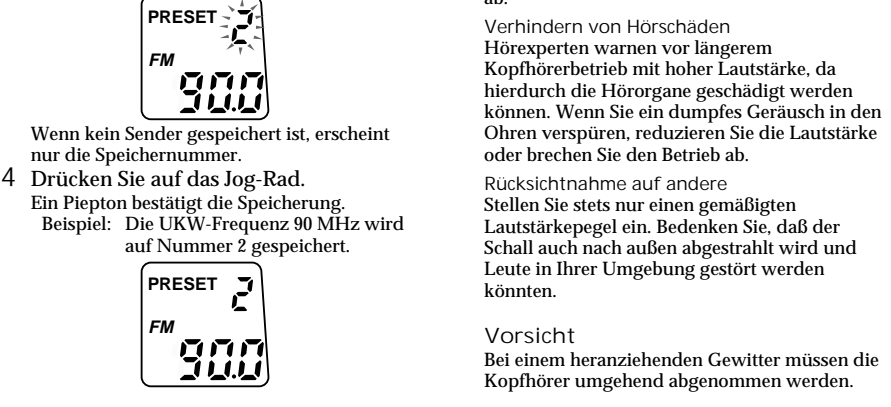 PRESET 2
FM
90.0
Wenn kein Sender gespeichert ist, erscheint
nur die Speichernummer.
4 Drücken Sie auf das Jog-Rad.
Ein Piepton bestätigt die Speicherung.
Beispiel: Die UKW-Frequenz 90 MHz wird
auf Nummer 2 gespeichert.
PRESET 2
FM
90.0
ab.
Verhindern von Hörschäden
Hörexperten warnen vor längerem
Kopfhörerbetrieb mit hoher Lautstärke, da
hierdurch die Hörorgane geschädigt werden
können. Wenn Sie ein dumpfes Geräusch in den
Ohren verspüren, reduzieren Sie die Lautstärke
oder brechen Sie den Betrieb ab.
Rücksichtnahme auf andere
Stellen Sie stets nur einen gemäßigten
Lautstärkepegel ein. Bedenken Sie, daß der
Schall auch nach außen abgestrahlt wird und
Leute in Ihrer Umgebung gestört werden
könnten.
Vorsicht
Bei einem heranziehenden Gewitter müssen die
Kopfhörer umgehend abgenommen werden.